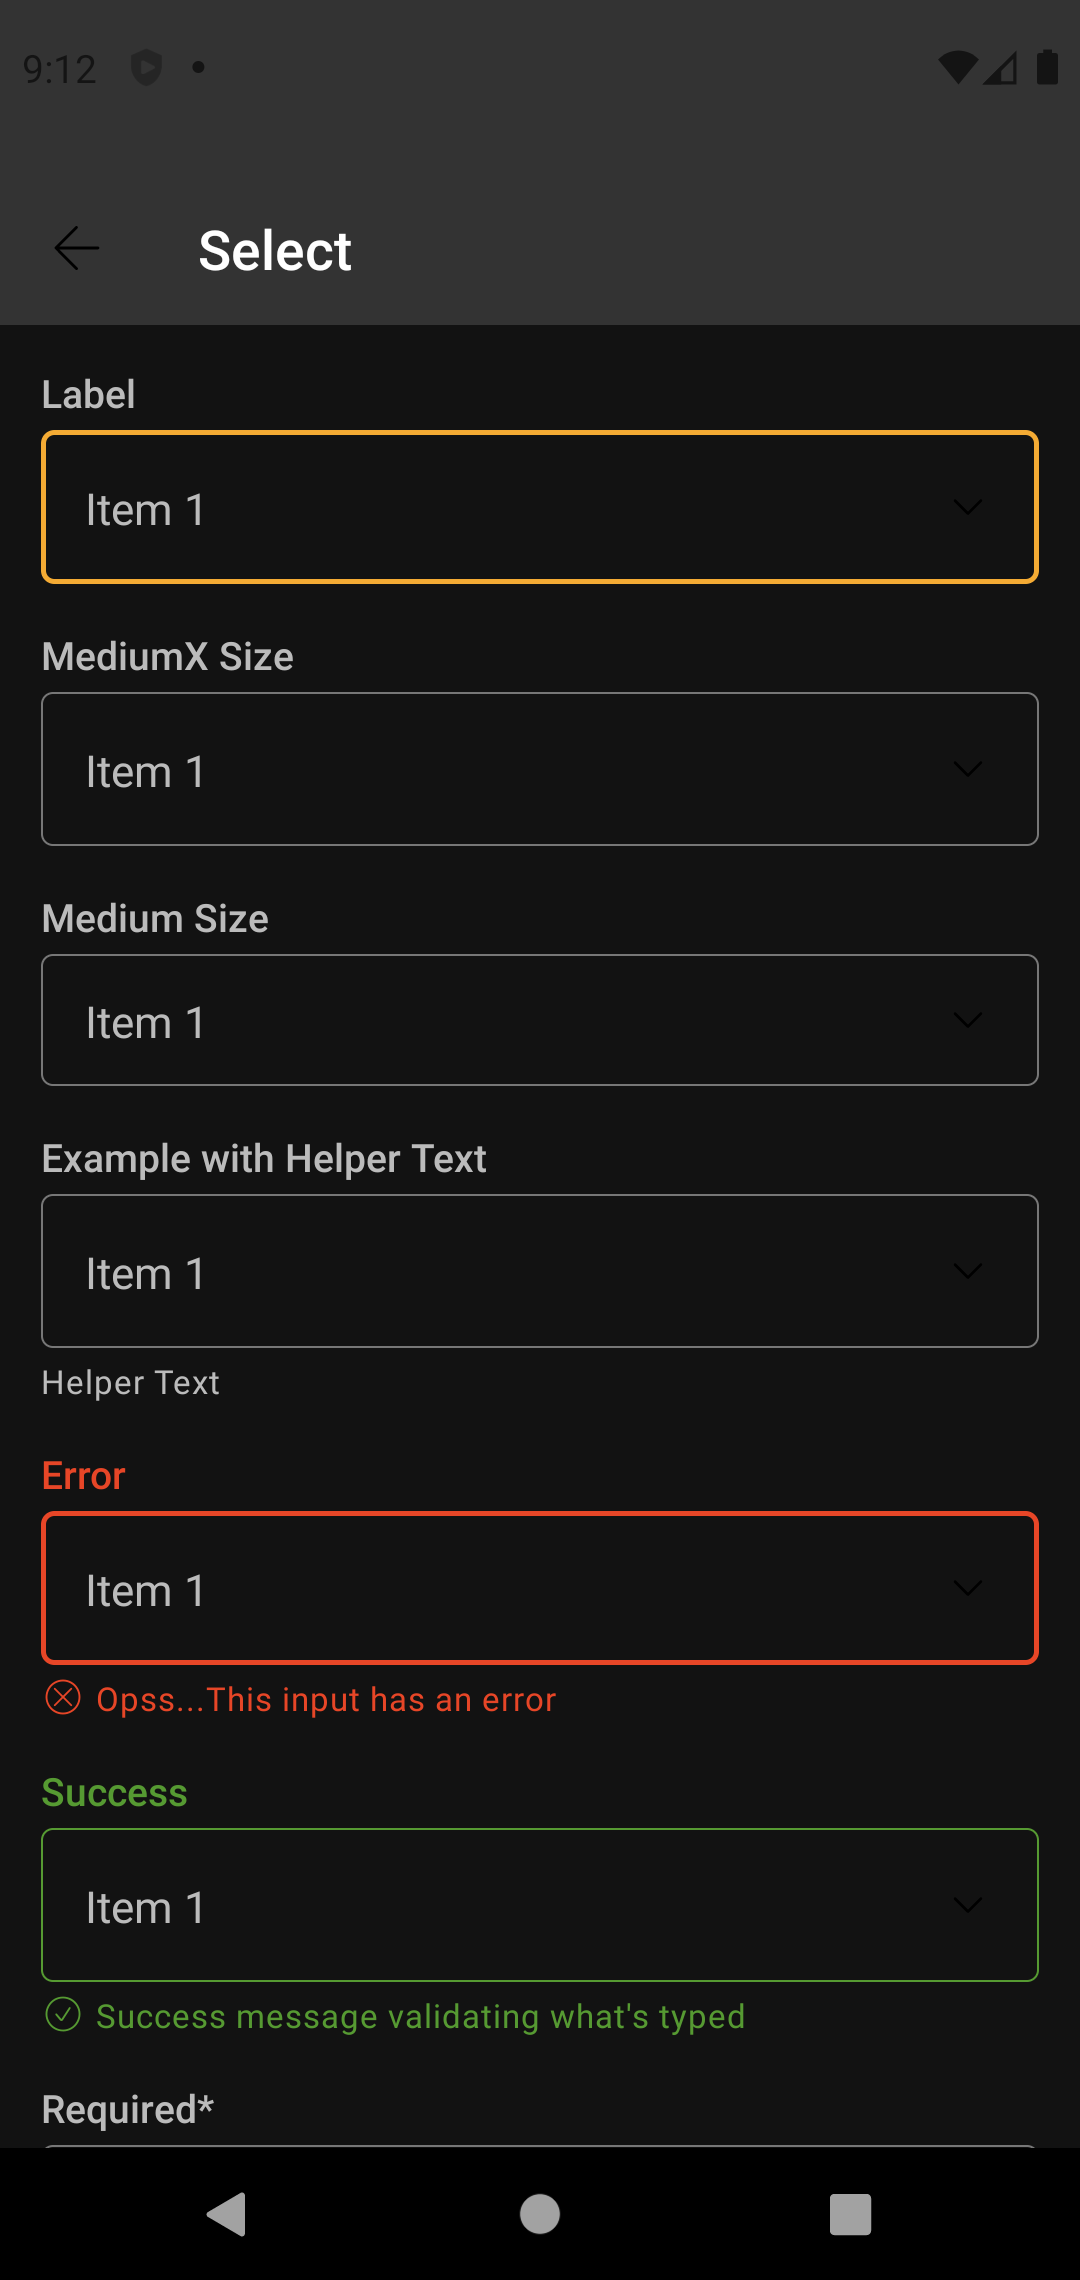 9:12
Select
Label
Item 1
MediumX Size
Item 1
Medium Size
Item 1
Example with Helper Text
Item 1
Helper Text
Error
Item 1
Opss...This input has an error
Success
Item 1
Success message validating what's typed
Required*